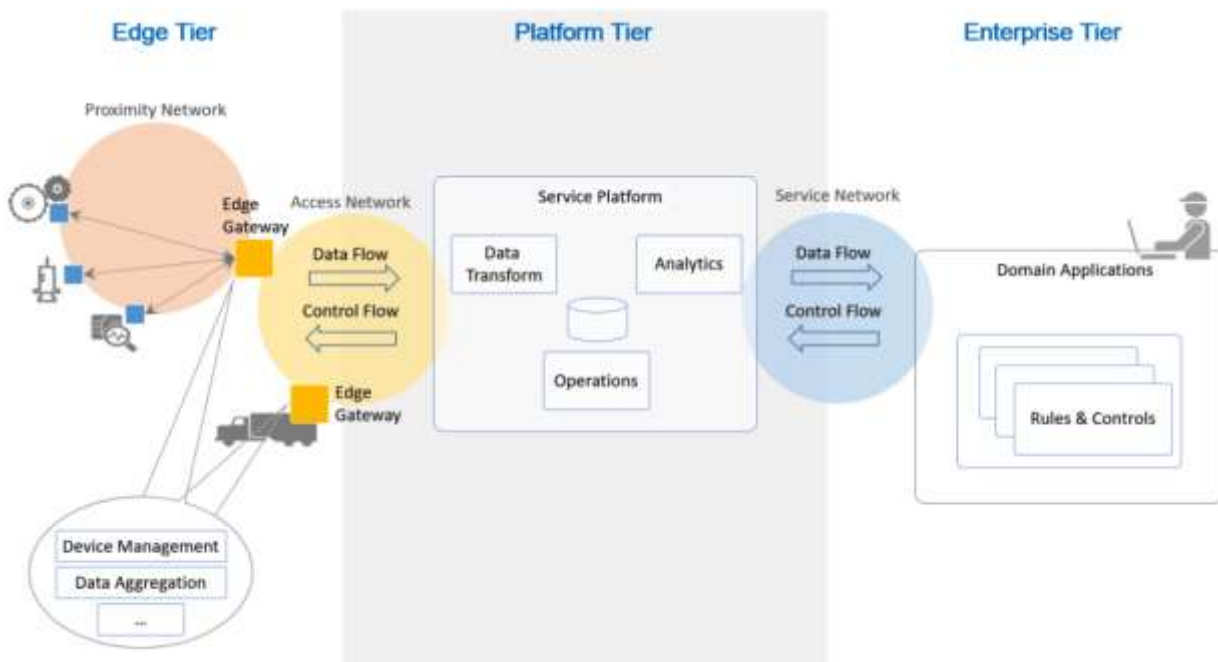 Edge Tier
Platform Tier
Enterprise Tier
Proximity Network
Edge
Gateway
Access Network
Data Flow
Control Flow
Edge
Gateway
Service Platform
Data
Transform
Analytics
Operations
Service Network
Data Flow
Control Flow
Domain Applications
Rules & Controls
Device Management
Data Aggregation
...